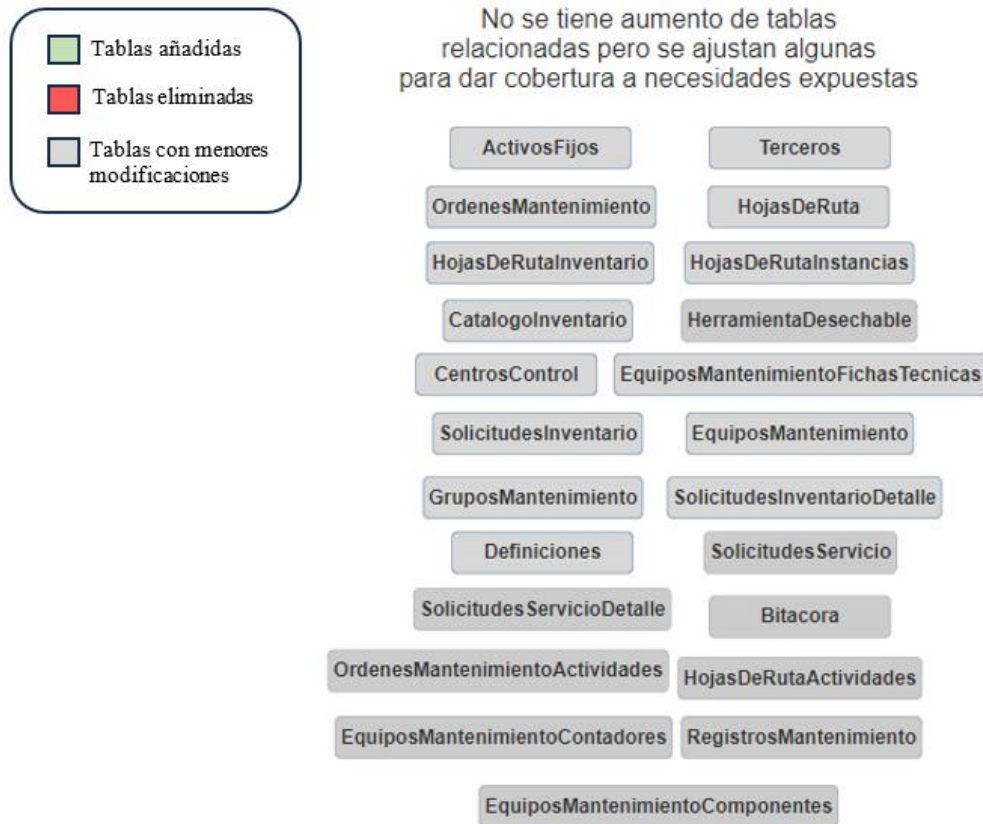 Tablas añadidas
Tablas eliminadas
Tablas con menores
modificaciones
No se tiene aumento de tablas
relacionadas pero se ajustan algunas
para dar cobertura a necesidades expuestas
ActivosFijos
Terceros
OrdenesMantenimiento
HojasDeRuta
HojasDeRutaInventario
HojasDeRutaInstancias
CatalogoInventario
HerramientaDesechable
CentrosControl
EquiposMantenimientoFichasTecnicas
SolicitudesInventario
EquiposMantenimiento
GruposMantenimiento
SolicitudesInventarioDetalle
Definiciones
SolicitudesServicio
SolicitudesServicioDetalle
Bitacora
OrdenesMantenimientoActividades
HojasDeRutaActividades
EquiposMantenimientoContadores
RegistrosMantenimiento
EquiposMantenimientoComponentes